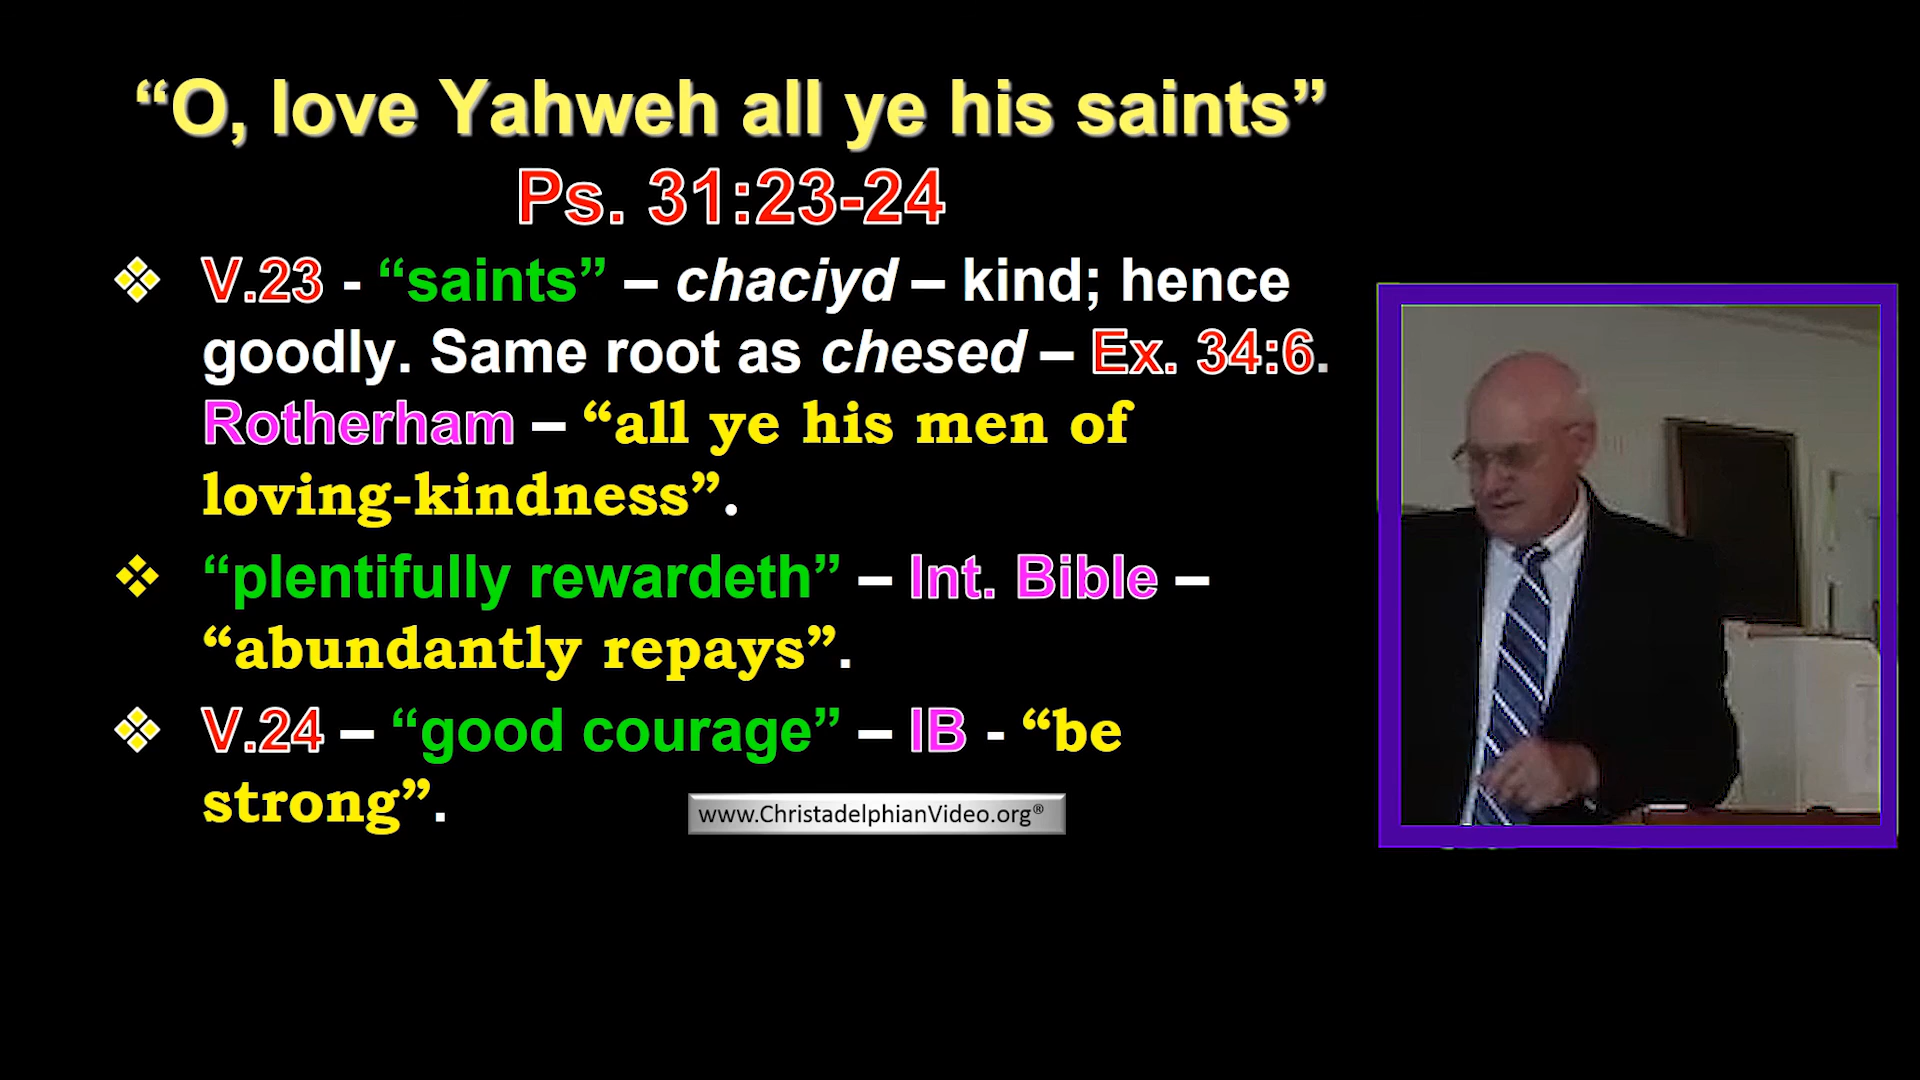 “O, love Yahweh all ye his saints”
Ps. 31:23-24
❖ V.23 - “saints” – chaciyd – kind; hence
goodly. Same root as chesed – Ex. 34:6.
Rotherham – “all ye his men of
loving-kindness”.
❖ “plentifully rewardeth” – Int. Bible –
“abundantly repays”.
❖ V.24 – “good courage” – IB - “be
strong”.
www.ChristadelphianVideo.org®